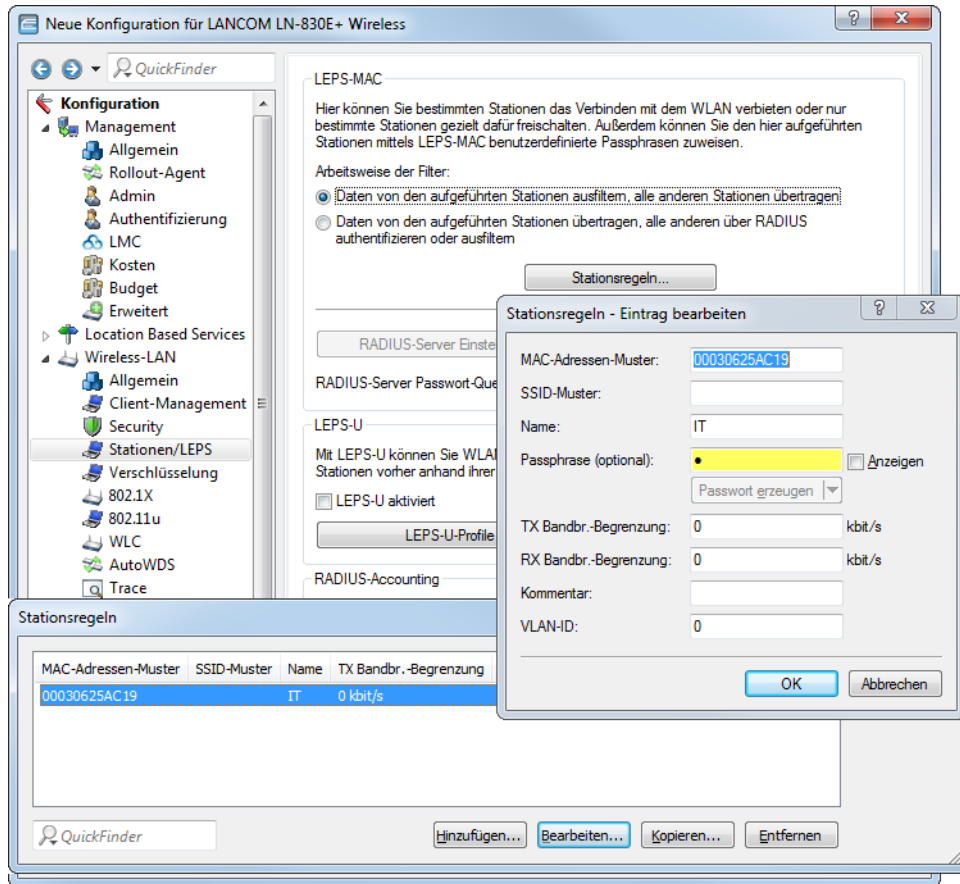 Neue Konfiguration für LANCOM LN-830E+ Wireless
QuickFinder
Konfiguration
Management
Allgemein
Rollout-Agent
Admin
Authentifizierung
LMC
Kosten
Budget
Erweitert
Location Based Services
Wireless-LAN
Allgemein
Client-Management
Security
Stationen/LEPS
Verschlüsselung
802.1X
802.11u
WLC
AutoWDS
Trace
LEPS-MAC
Hier können Sie bestimmten Stationen das Verbinden mit dem WLAN verbieten oder nur
bestimmte Stationen gezielt dafür freischalten. Außerdem können Sie den hier aufgeführten
Stationen mittels LEPS-MAC benutzerdefinierte Passphrasen zuweisen.
Arbeitsweise der Filter:
Daten von den aufgeführten Stationen ausfiltern, alle anderen Stationen übertragen
Daten von den aufgeführten Stationen übertragen, alle anderen über RADIUS
authentifizieren oder ausfiltern
Stationsregeln...
RADIUS-Server Einste
RADIUS-Server Passwort-Que
LEPS-U
Mit LEPS-U können Sie WLA
Stationen vorher anhand ihrer
LEPS-U aktiviert
LEPS-U-Profile
RADIUS-Accounting
Stationsregeln - Eintrag bearbeiten
MAC-Adressen-Muster: 00030625AC19
SSID-Muster:
Name: IT
Passphrase (optional): ● Anzeigen
Passwort erzeugen
TX Bandbr.-Begrenzung: 0 kbit/s
RX Bandbr.-Begrenzung: 0 kbit/s
Kommentar:
VLAN-ID: 0
OK Abbrechen
Stationsregeln
MAC-Adressen-Muster SSID-Muster Name TX Bandbr.-Begrenzung
00030625AC19 IT 0 kbit/s
QuickFinder Hinzufügen... Bearbeiten... Kopieren... Entfernen